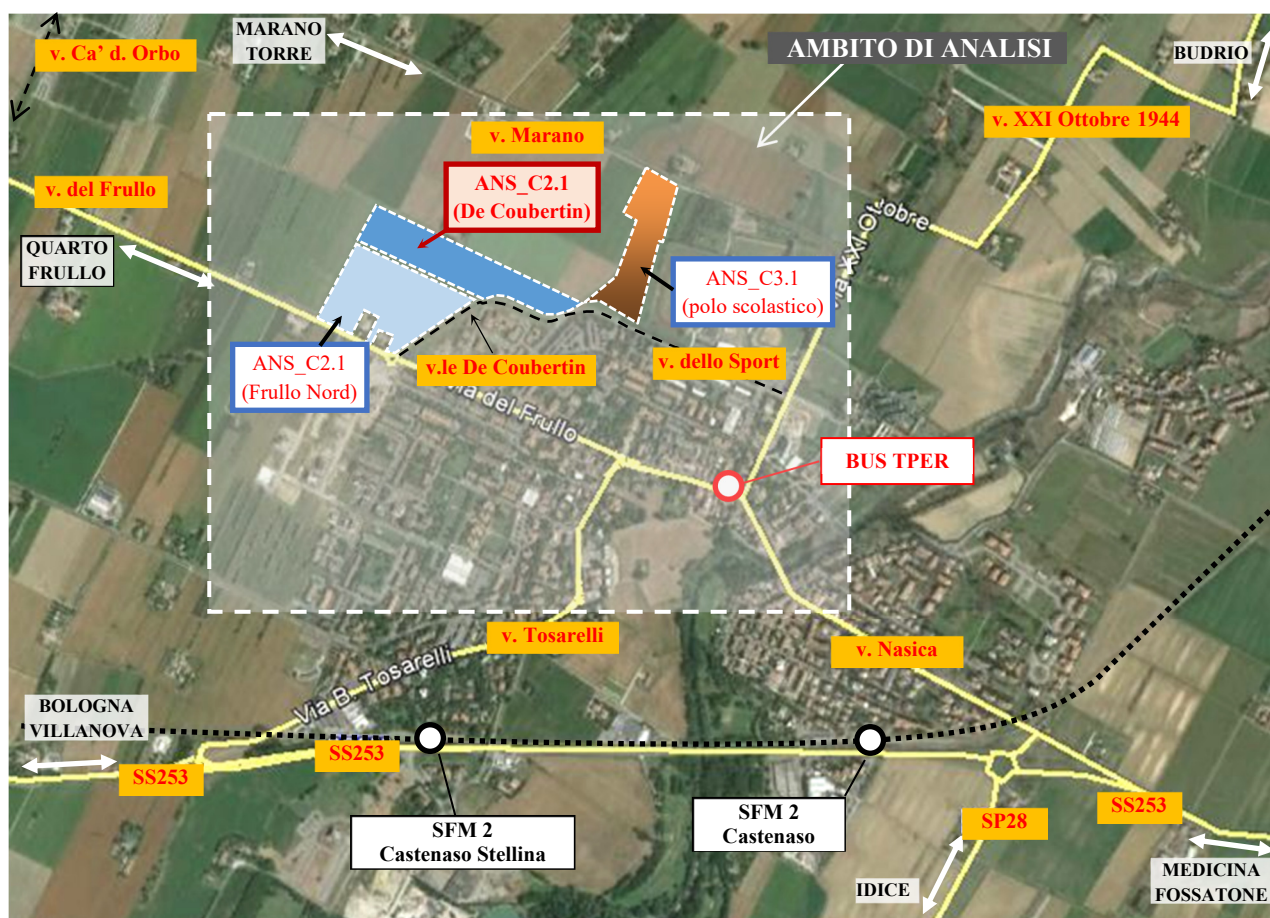 v. Ca' d. Orbo
MARANO
TORRE
AMBITO DI ANALISI
BUDRIO
v. XXI Ottobre 1944
v. Marano
v. del Frullo
ANS_C2.1
(De Coubertin)
QUARTO
FRULLO
ANS_C3.1
(polo scolastico)
Via XXI Ottobre
ANS_C2.1
(Frullo Nord)
v.le De Coubertin
v. dello Sport
Via del Frullo
BUS TPER
v. Tosarelli
v. Nasica
Via B. Tosarelli
BOLOGNA
VILLANOVA
SS253
SS253
SFM 2
Castenaso Stellina
SFM 2
Castenaso
SP28
SS253
IDICE
MEDICINA
FOSSATONE